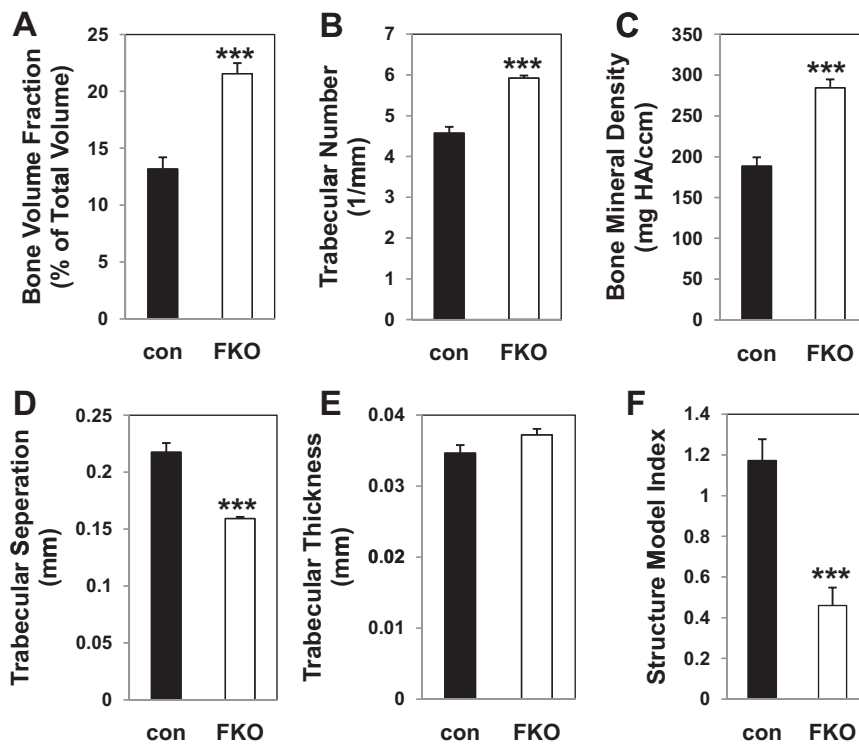 A
Bone Volume Fraction
(% of Total Volume)
25
20
15
10
5
0
***
con FKO
B
Trabecular Number
(1/mm)
7
6
5
4
3
2
1
0
***
con FKO
C
Bone Mineral Density
(mg HA/ccm)
350
300
250
200
150
100
50
0
***
con FKO
D
Trabecular Seperation
(mm)
0.25
0.2
0.15
0.1
0.05
0
***
con FKO
E
Trabecular Thickness
(mm)
0.04
0.03
0.02
0.01
0
con FKO
F
Structure Model Index
1.4
1.2
1
0.8
0.6
0.4
0.2
0
***
con FKO